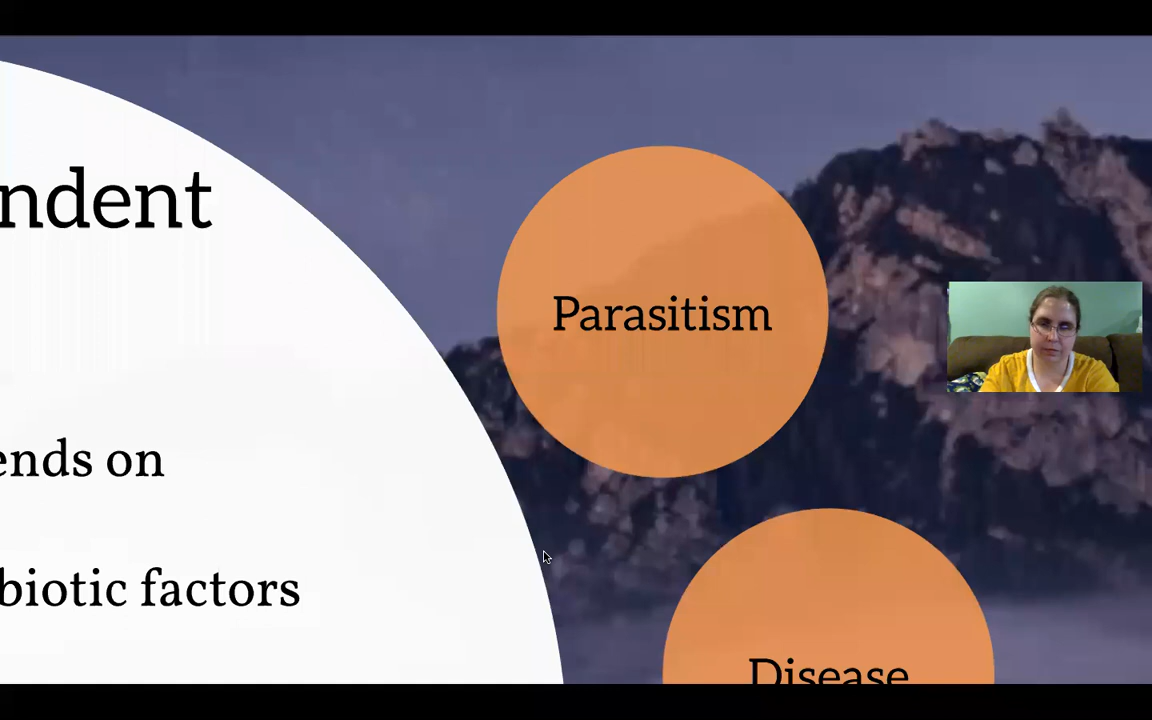 ndent
Parasitism
ends on
biotic factors
Disease